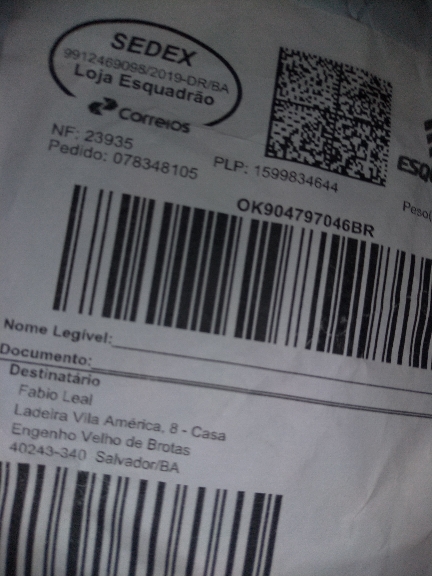 SEDEX
9912469098/2019-DR/BA
Loja Esquadrão
Correios
NF: 23935
Pedido: 078348105
PLP: 1599834644
OK904797046BR
Nome Legível:
Documento:
Destinatário
Fabio Leal
Ladeira Vila América, 8 - Casa
Engenho Velho de Brotas
40243-340 Salvador/BA